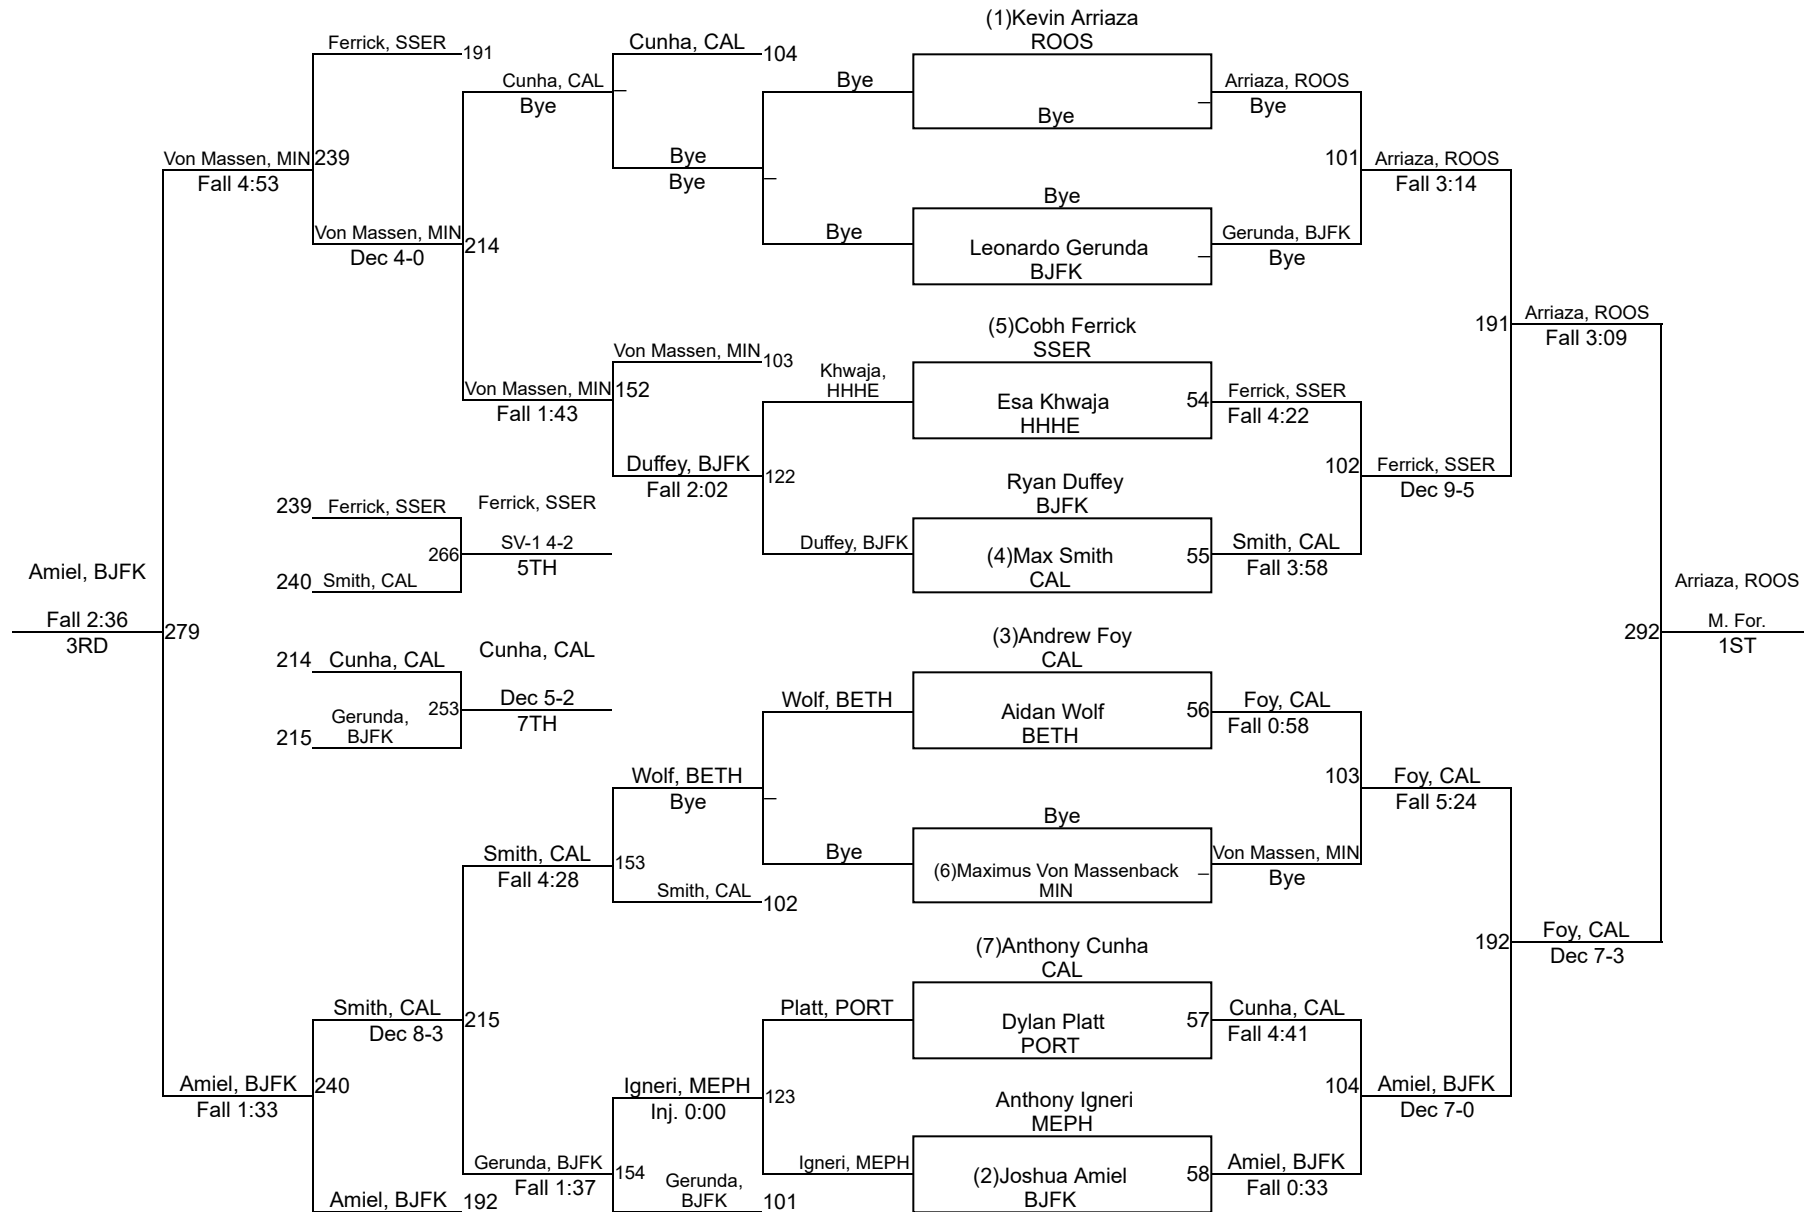 (1)Kevin Arriaza
ROOS
Ferrick, SSER
191
Cunha, CAL
104
Cunha, CAL
Bye
Bye
Arriaza, ROOS
Bye
Bye
Von Massen, MIN
239
Fall 4:53
Bye
Bye
101
Arriaza, ROOS
Fall 3:14
Bye
Von Massen, MIN
Dec 4-0
214
Bye
Leonardo Gerunda
BJFK
Gerunda, BJFK
Bye
(5)Cobh Ferrick
SSER
191
Arriaza, ROOS
Fall 3:09
Von Massen, MIN
103
Khwaja,
HHHE
Von Massen, MIN
152
Fall 1:43
Esa Khwaja
HHHE
54
Ferrick, SSER
Fall 4:22
Duffey, BJFK
Fall 2:02
122
Ryan Duffey
BJFK
102
Ferrick, SSER
Dec 9-5
239
Ferrick, SSER
Ferrick, SSER
266
SV-1 4-2
5TH
240
Smith, CAL
Duffey, BJFK
(4)Max Smith
CAL
55
Smith, CAL
Fall 3:58
Amiel, BJFK
Fall 2:36
3RD
279
Arriaza, ROOS
292
M. For.
1ST
(3)Andrew Foy
CAL
214
Cunha, CAL
Cunha, CAL
253
Dec 5-2
7TH
215
Gerunda,
BJFK
Wolf, BETH
Aidan Wolf
BETH
56
Foy, CAL
Fall 0:58
Wolf, BETH
Bye
103
Foy, CAL
Fall 5:24
Bye
Smith, CAL
Fall 4:28
153
Bye
(6)Maximus Von Massenback
MIN
Von Massen, MIN
Bye
Smith, CAL
102
192
Foy, CAL
Dec 7-3
(7)Anthony Cunha
CAL
Smith, CAL
Dec 8-3
215
Platt, PORT
Dylan Platt
PORT
57
Cunha, CAL
Fall 4:41
Amiel, BJFK
Fall 1:33
240
Igneri, MEPH
Inj. 0:00
123
Anthony Igneri
MEPH
104
Amiel, BJFK
Dec 7-0
Gerunda, BJFK
Fall 1:37
154
Igneri, MEPH
(2)Joshua Amiel
BJFK
58
Amiel, BJFK
Fall 0:33
Amiel, BJFK
192
Gerunda,
BJFK
101